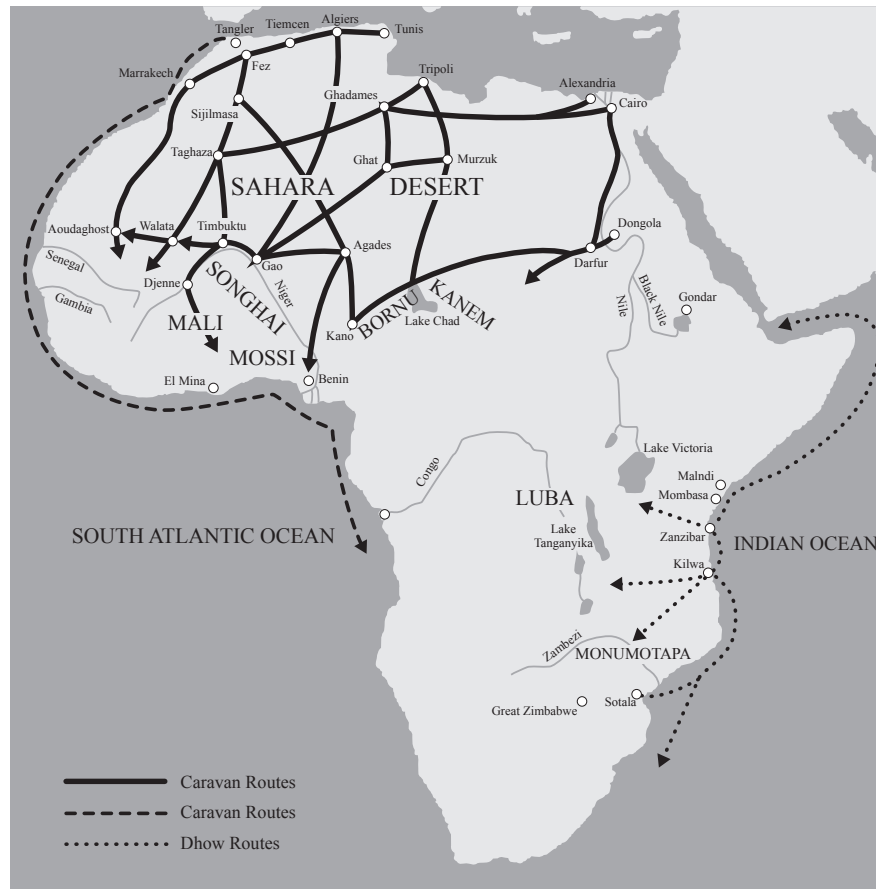 Algiers
Tangler
Tiemcen
Tunis
Fez
Marrakech
Tripoli
Alexandria
Ghadames
Cairo
Sijilmasa
Taghaza
Ghat
Murzuk
SAHARA
DESERT
Aoudaghost
Walata
Timbuktu
Dongola
Agades
Gao
Darfur
Senegal
Djenne
SONGHAI
Niger
Gambia
Nile
Black Nile
Gondar
KANEM
BORNU
Lake Chad
MALI
Kano
MOSSI
El Mina
Benin
Lake Victoria
Congo
Malndi
Mombasa
LUBA
SOUTH ATLANTIC OCEAN
Lake
Tanganyika
Zanzibar
INDIAN OCEAN
Kilwa
Zambezi
MONUMOTAPA
Great Zimbabwe
Sotala
Caravan Routes
Caravan Routes
Dhow Routes